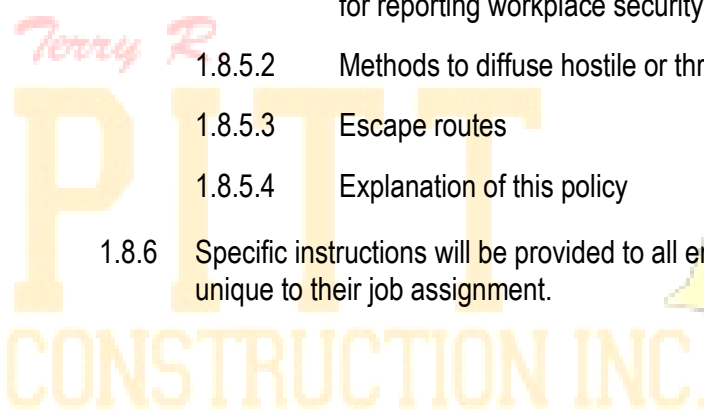 for reporting workplace security
Terry R.
1.8.5.2 Methods to diffuse hostile or
1.8.5.3 Escape routes
PITT
1.8.5.4 Explanation of this policy
1.8.6 Specific instructions will be provided to all
unique to their job assignment.
CONSTRUCTION INC.